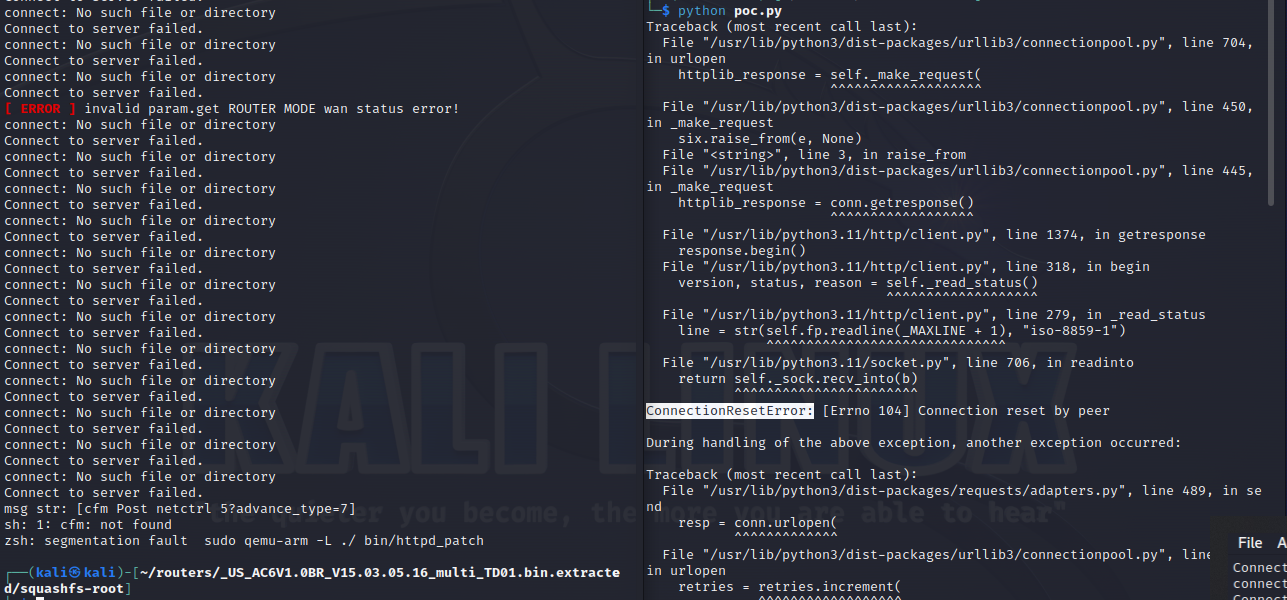 connect to server failed.
connect: No such file or directory
Connect to server failed.
connect: No such file or directory
Connect to server failed.
connect: No such file or directory
Connect to server failed.
[ ERROR ] invalid param.get ROUTER MODE wan status error!
connect: No such file or directory
Connect to server failed.
connect: No such file or directory
Connect to server failed.
connect: No such file or directory
Connect to server failed.
connect: No such file or directory
Connect to server failed.
connect: No such file or directory
Connect to server failed.
connect: No such file or directory
Connect to server failed.
connect: No such file or directory
Connect to server failed.
connect: No such file or directory
Connect to server failed.
connect: No such file or directory
Connect to server failed.
connect: No such file or directory
Connect to server failed.
connect: No such file or directory
Connect to server failed.
connect: No such file or directory
Connect to server failed.
msg str: [cfm Post netctrl 5?advance_type=7]
sh: 1: cfm: not found
zsh: segmentation fault  sudo qemu-arm -L ./ bin/httpd_patch
┌──(kali㉿kali)-[~/routers/_US_AC6V1.0BR_V15.03.05.16_multi_TD01.bin.extracte
d/squashfs-root]
└─$ python poc.py
Traceback (most recent call last):
  File "/usr/lib/python3/dist-packages/urllib3/connectionpool.py", line 704,
in urlopen
    httplib_response = self._make_request(
                       ^^^^^^^^^^^^^^^^^^^
  File "/usr/lib/python3/dist-packages/urllib3/connectionpool.py", line 450,
in _make_request
    six.raise_from(e, None)
  File "<string>", line 3, in raise_from
  File "/usr/lib/python3/dist-packages/urllib3/connectionpool.py", line 445,
in _make_request
    httplib_response = conn.getresponse()
                       ^^^^^^^^^^^^^^^^^^
  File "/usr/lib/python3.11/http/client.py", line 1374, in getresponse
    response.begin()
  File "/usr/lib/python3.11/http/client.py", line 318, in begin
    version, status, reason = self._read_status()
                              ^^^^^^^^^^^^^^^^^^^
  File "/usr/lib/python3.11/http/client.py", line 279, in _read_status
    line = str(self.fp.readline(_MAXLINE + 1), "iso-8859-1")
               ^^^^^^^^^^^^^^^^^^^^^^^^^^^^^^
  File "/usr/lib/python3.11/socket.py", line 706, in readinto
    return self._sock.recv_into(b)
           ^^^^^^^^^^^^^^^^^^^^^^^
ConnectionResetError: [Errno 104] Connection reset by peer
During handling of the above exception, another exception occurred:
Traceback (most recent call last):
  File "/usr/lib/python3/dist-packages/requests/adapters.py", line 489, in se
nd
    resp = conn.urlopen(
           ^^^^^^^^^^^^^
  File "/usr/lib/python3/dist-packages/urllib3/connectionpool.py", line
in urlopen
    retries = retries.increment(
              ^^^^^^^^^^^^^^^^^^
File A
Connect
connect
Connect
KALI LINUX
"the quieter you become, the more you are able to hear"